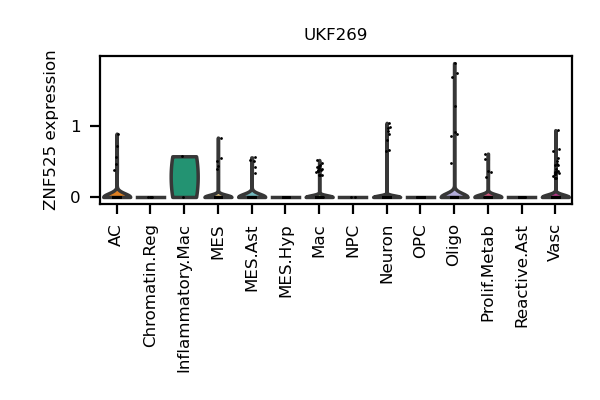 UKF269
ZNF525 expression
1
0
AC
Chromatin.Reg
Inflammatory.Mac
MES
MES.Ast
MES.Hyp
Mac
NPC
Neuron
OPC
Oligo
Prolif.Metab
Reactive.Ast
Vasc